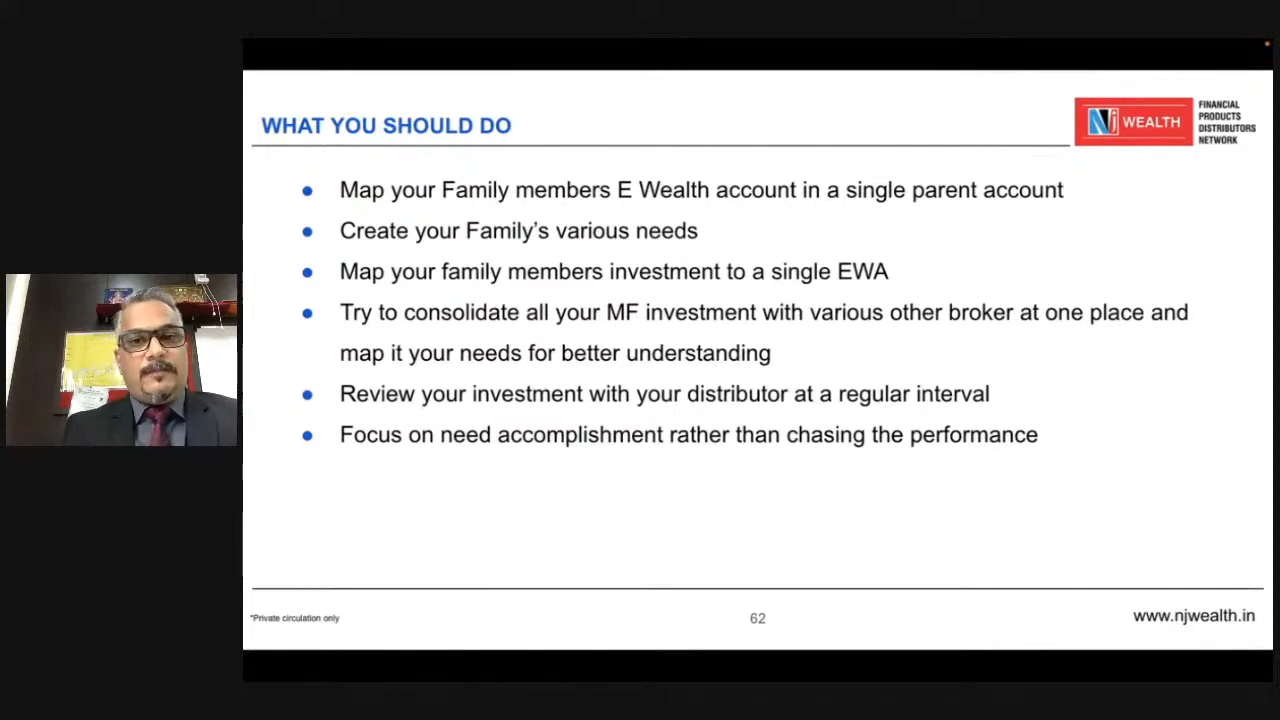 WHAT YOU SHOULD DO
NJ WEALTH
FINANCIAL
PRODUCTS
DISTRIBUTORS
NETWORK
● Map your Family members E Wealth account in a single parent account
● Create your Family’s various needs
● Map your family members investment to a single EWA
● Try to consolidate all your MF investment with various other broker at one place and
map it your needs for better understanding
● Review your investment with your distributor at a regular interval
● Focus on need accomplishment rather than chasing the performance
*Private circulation only
62
www.njwealth.in